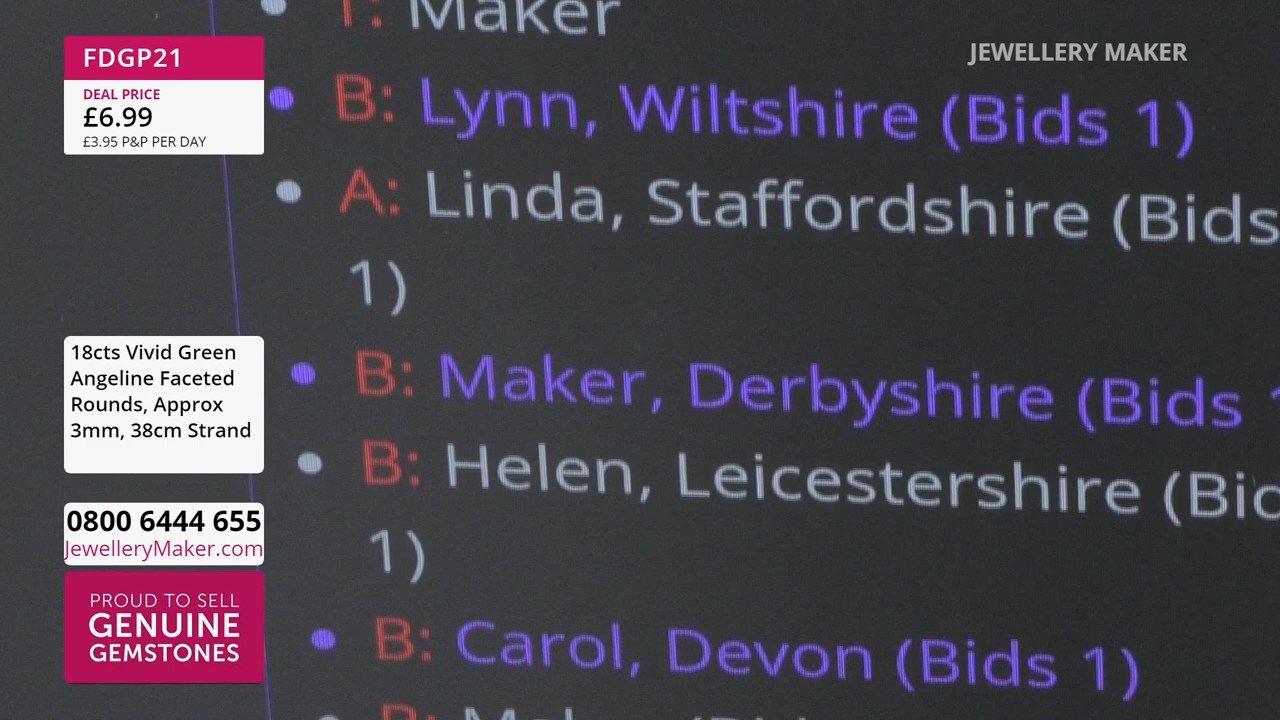 FDGP21
DEAL PRICE
£6.99
£3.95 P&P PER DAY
JEWELLERY MAKER
Maker
B: Lynn, Wiltshire (Bids 1)
A: Linda, Staffordshire (Bids
1)
B: Maker, Derbyshire (Bids
B: Helen, Leicestershire (Bid
1)
B: Carol, Devon (Bids 1)
18cts Vivid Green
Angeline Faceted
Rounds, Approx
3mm, 38cm Strand
0800 6444 655
JewelleryMaker.com
PROUD TO SELL
GENUINE
GEMSTONES